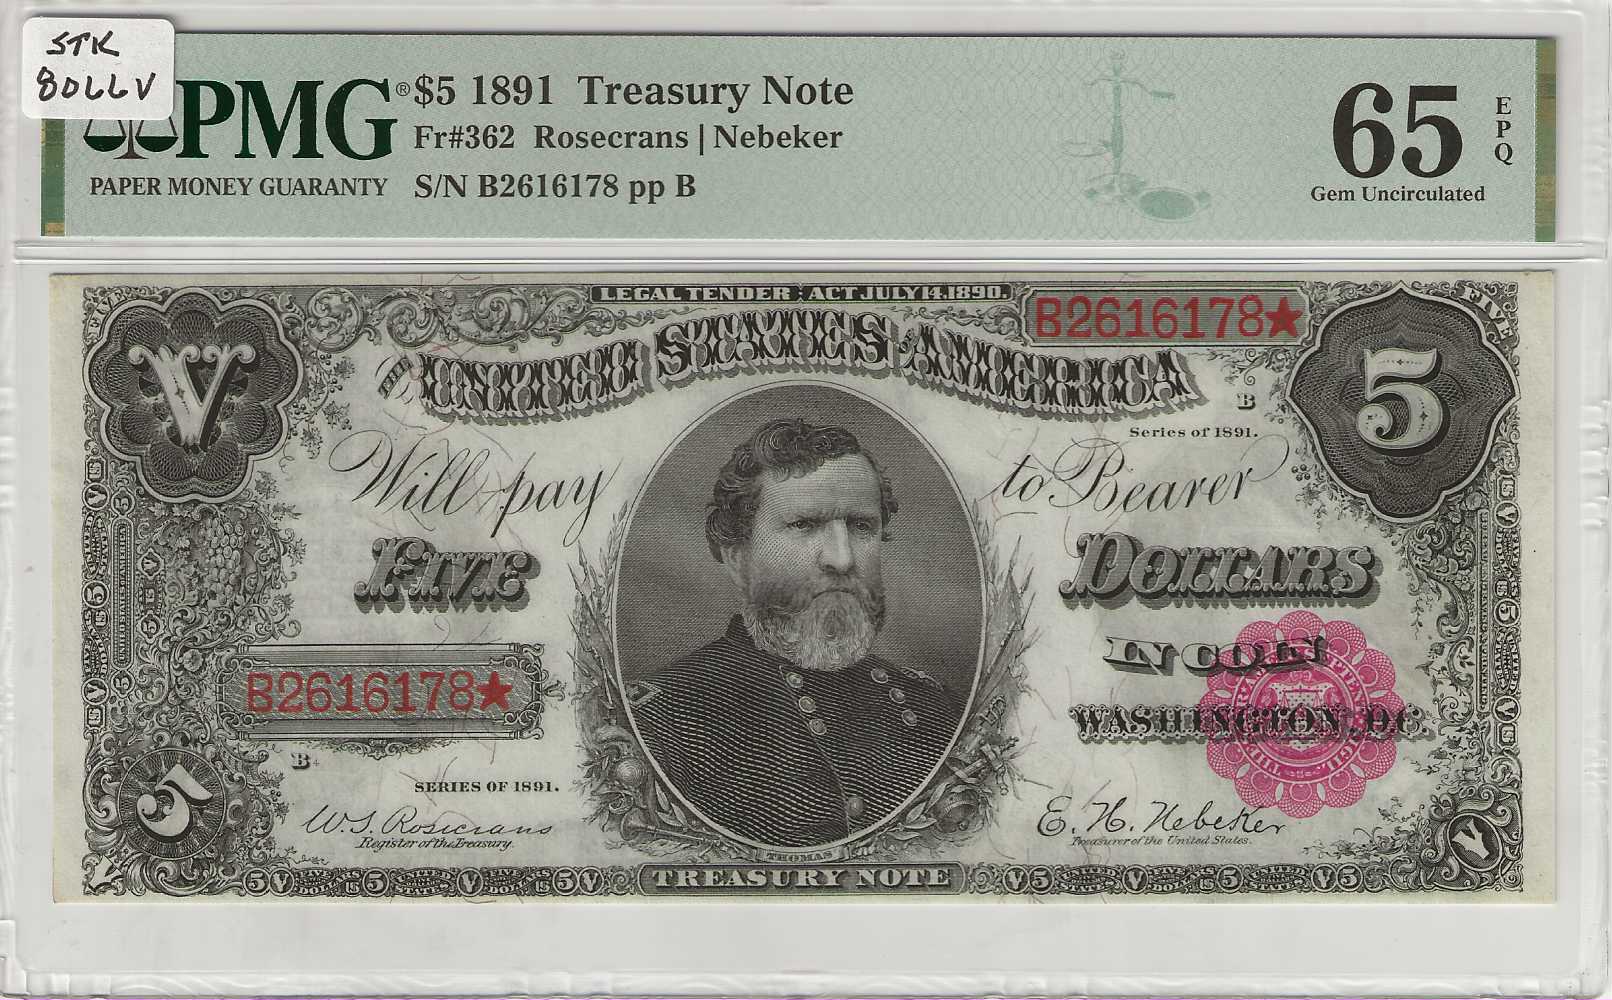 STK
80LLV
PMG®
PAPER MONEY GUARANTY
$5 1891 Treasury Note
Fr#362 Rosecrans | Nebeker
S/N B2616178 pp B
65 EPQ
Gem Uncirculated
LEGAL TENDER ACT JULY 14, 1890.
B2616178★
FIVE
FIVE
V
5
THE UNITED STATES OF AMERICA
B
Series of 1891.
Will pay to Bearer
FIVE DOLLARS
IN COIN
WASHINGTON, D.C.
B2616178★
B
SERIES OF 1891.
5
W. S. Rosecrans
Register of the Treasury.
E. H. Nebeker
Treasurer of the United States.
V
V
THOMAS
TREASURY NOTE